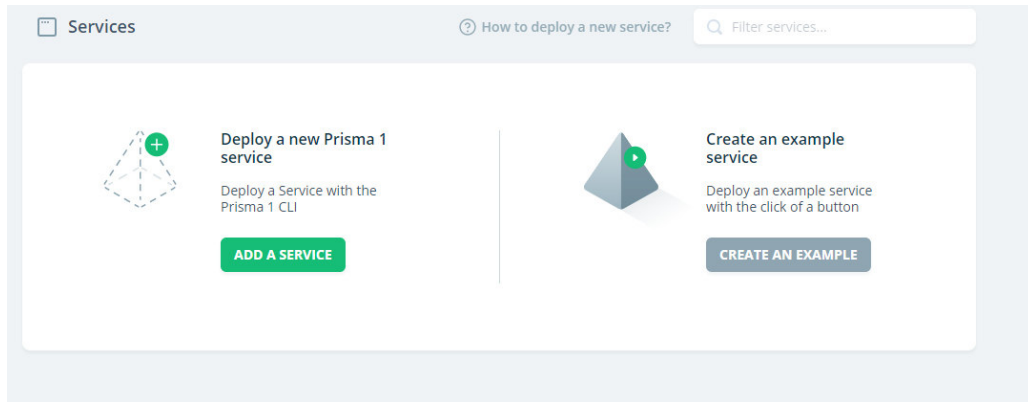 Services
How to deploy a new service?
Filter services...
Deploy a new Prisma 1
service
Deploy a Service with the
Prisma 1 CLI
ADD A SERVICE
Create an example
service
Deploy an example service
with the click of a button
CREATE AN EXAMPLE